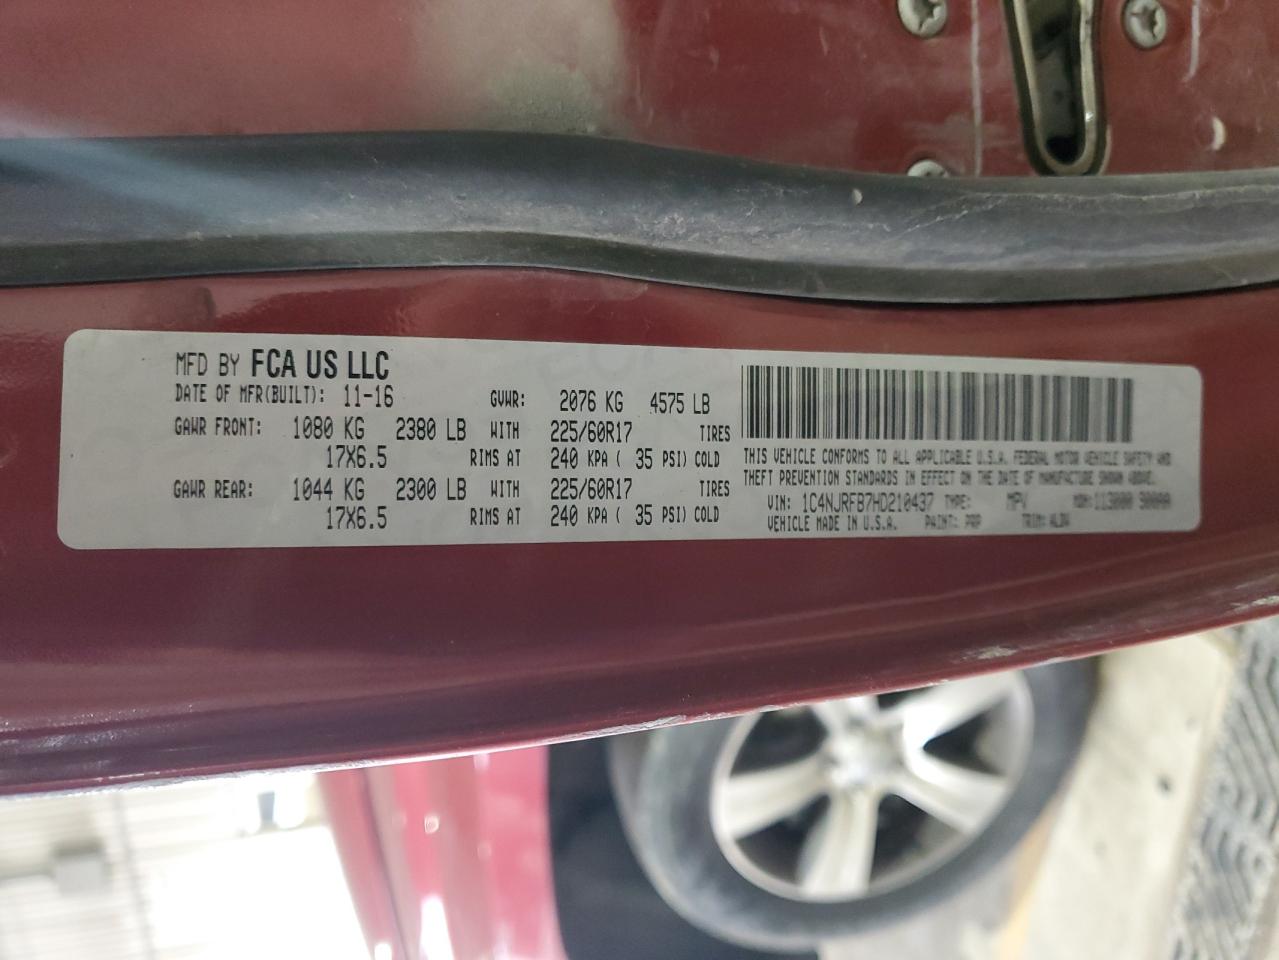 MFD BY FCA US LLC
DATE OF MFR(BUILT): 11-16 GVWR: 2076 KG 4575 LB
GAWR FRONT: 1080 KG 2380 LB WITH 225/60R17 TIRES
17X6.5 RIMS AT 240 KPA ( 35 PSI) COLD
GAWR REAR: 1044 KG 2300 LB WITH 225/60R17 TIRES
17X6.5 RIMS AT 240 KPA ( 35 PSI) COLD
THIS VEHICLE CONFORMS TO ALL APPLICABLE U.S.A. FEDERAL MOTOR VEHICLE SAFETY AND
THEFT PREVENTION STANDARDS IN EFFECT ON THE DATE OF MANUFACTURE SHOWN ABOVE.
VIN: 1C4NJRFB7HD210437 TYPE: MPV MDH:
VEHICLE MADE IN U.S.A. PAINT: PRP TRIM: